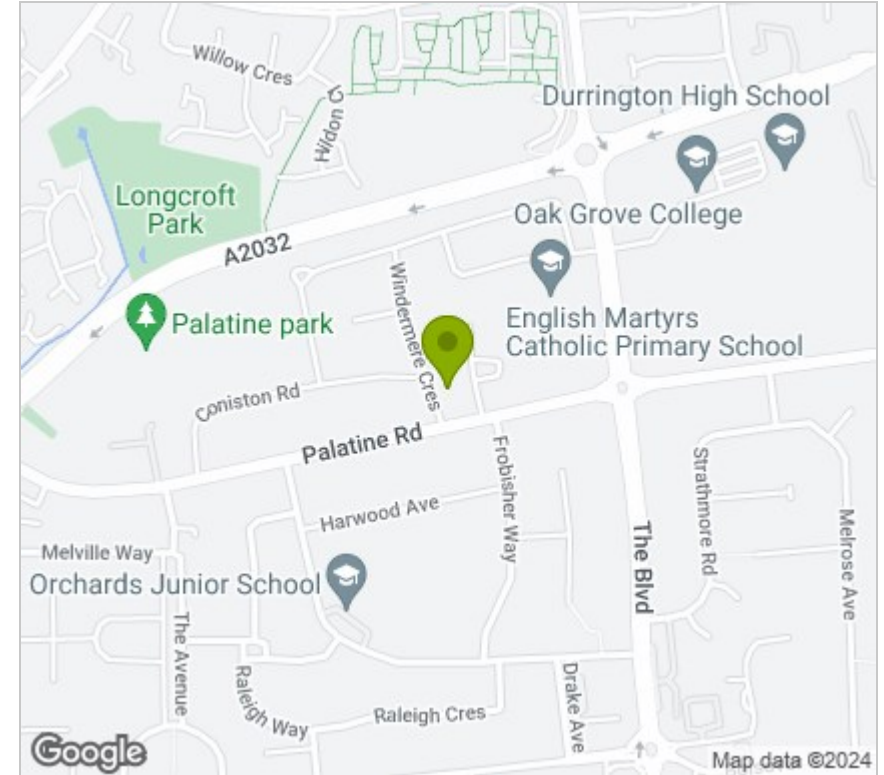 Willow Cres
Hildon Cl
Durrington High School
Longcroft
Park
Oak Grove College
A2032
Windermere Cres
English Martyrs
Catholic Primary School
Palatine park
Coniston Rd
Palatine Rd
Frobisher Way
Strathmore Rd
Harwood Ave
The Blvd
Melrose Ave
Melville Way
Orchards Junior School
The Avenue
Raleigh Way
Raleigh Cres
Drake Ave
Google
Map data ©2024